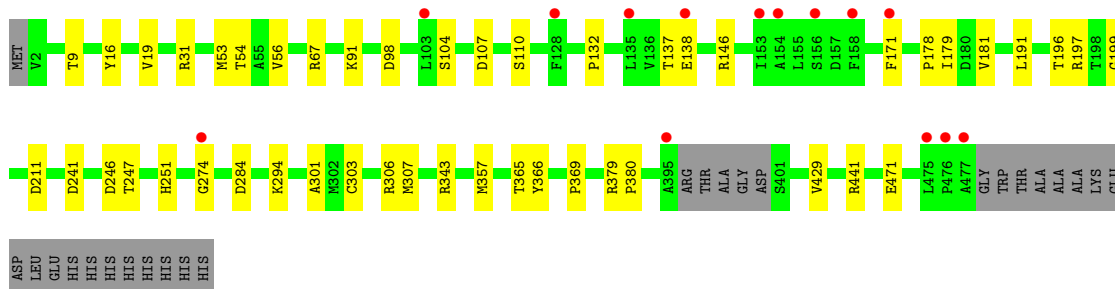 MET V2 T9 Y16 V19 R31 M53 T54 A55 V56 R67 K91 D98 L103 S104 D107 S110 F128 P132 L135 V136 T137 E138 R146 I153 A154 L155 S156 D157 F158 F171 P178 I179 D180 V181 L191 T196 R197 T198
D211 D241 D246 T247 H251 G274 D284 K294 A301 M302 C303 R306 M307 R343 M357 T365 Y366 P369 R379 P380 A395 ARG THR ALA GLY ASP S401 V429 R441 E471 L475 P476 A477 GLY TRP THR ALA ALA ALA LYS
ASP LEU GLU HIS HIS HIS HIS HIS HIS HIS HIS